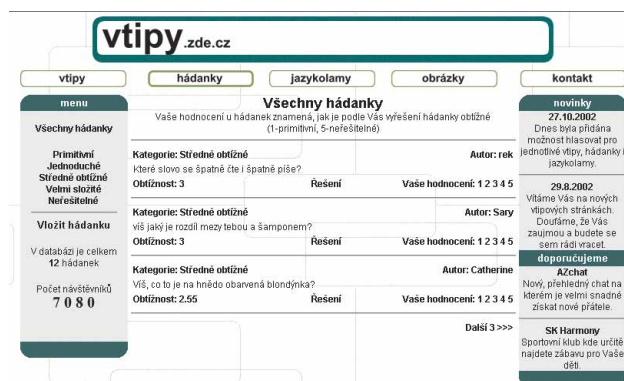 vtipy.zde.cz
vtipy
hádanky
jazykolamy
obrázky
kontakt
menu
Všechny hádanky
Primitivní
Jednoduché
Středně obtížné
Velmi složité
Neřešitelné
Vložit hádanku
V databázi je celkem
12 hádanek
Počet návštěvníků
7080
Všechny hádanky
Vaše hodnocení u hádanek znamená, jak je podle Vás vyřešení hádanky obtížné
(1-primitivní, 5-neřešitelné)
Kategorie: Středně obtížné Autor: rek
Které slovo se špatně čte i špatně píše?
Obtížnost: 3 Řešení Vaše hodnocení: 1 2 3 4 5
Kategorie: Středně obtížné Autor: Sary
víš jaký je rozdíl mezy tebou a šamponem?
Obtížnost: 3 Řešení Vaše hodnocení: 1 2 3 4 5
Kategorie: Středně obtížné Autor: Catherine
Víš, co to je na hnědo obarvená blondýnka?
Obtížnost: 2.55 Řešení Vaše hodnocení: 1 2 3 4 5
Další 3 >>>
novinky
27.10.2002
Dnes byla přidána
možnost hlasovat pro
jednotlivé vtipy, hádanky i
jazykolamy.
29.8.2002
Vítáme Vás na nových
vtipových stránkách.
Doufáme, že Vás
zaujmou a budete se
sem rádi vracet.
doporučujeme
AZchat
Nový, přehledný chat na
kterém je velmi snadné
získat nové přátele.
SK Harmony
Sportovní klub kde určitě
najdete zábavu pro Vaše
děti.